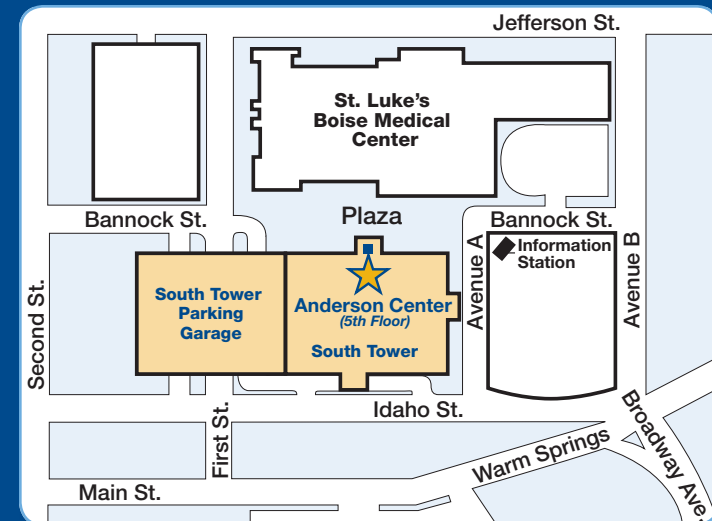 Jefferson St.
St. Luke's
Boise Medical
Center
Bannock St.
Plaza
Bannock St.
Information
Station
Avenue A
Avenue B
Second St.
South Tower
Parking
Garage
Anderson Center
(5th Floor)
South Tower
First St.
Idaho St.
Broadway Ave.
Warm Springs
Main St.